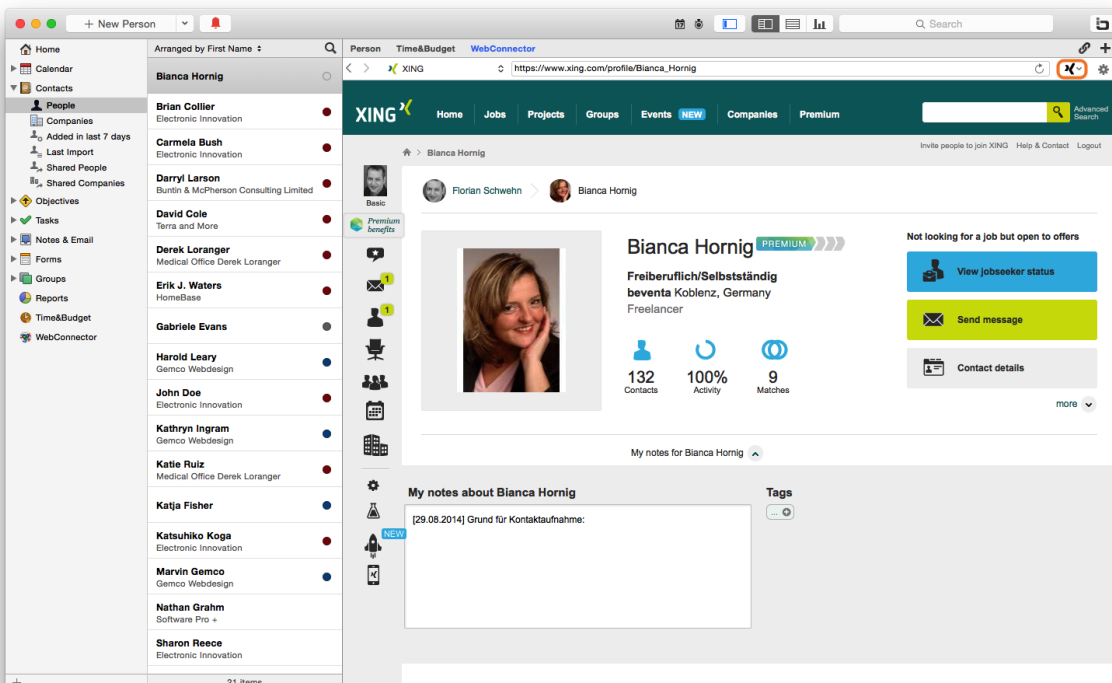 + New Person
Search
Home
Calendar
Contacts
People
Companies
Added in last 7 days
Last Import
Shared People
Shared Companies
Objectives
Tasks
Notes & Email
Forms
Groups
Reports
Time&Budget
WebConnector
Arranged by First Name
Bianca Hornig
Brian Collier
Electronic Innovation
Carmela Bush
Electronic Innovation
Darryl Larson
Buntin & McPherson Consulting Limited
David Cole
Terra and More
Derek Loranger
Medical Office Derek Loranger
Erik J. Waters
HomeBase
Gabriele Evans
Harold Leary
Gemco Webdesign
John Doe
Electronic Innovation
Kathryn Ingram
Gemco Webdesign
Katie Ruiz
Medical Office Derek Loranger
Katja Fisher
Katsuhiko Koga
Electronic Innovation
Marvin Gemco
Gemco Webdesign
Nathan Grahm
Software Pro +
Sharon Reece
Electronic Innovation
21 items
Person Time&Budget WebConnector
XING https://www.xing.com/profile/Bianca_Hornig
XING Home Jobs Projects Groups Events NEW Companies Premium
Advanced
Search
Invite people to join XING Help & Contact Logout
> Bianca Hornig
Basic
Premium
benefits
1
1
NEW
Florian Schwehn Bianca Hornig
Bianca Hornig PREMIUM
Freiberuflich/Selbstständig
beventa Koblenz, Germany
Freelancer
132 100% 9
Contacts Activity Matches
Not looking for a job but open to offers
View jobseeker status
Send message
Contact details
more
My notes for Bianca Hornig
My notes about Bianca Hornig
Tags
[29.08.2014] Grund für Kontaktaufnahme:
...